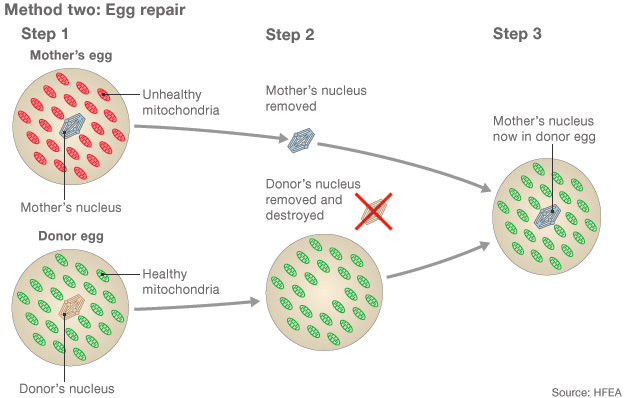 Method two: Egg repair
Step 1
Step 2
Step 3
Mother's egg
Unhealthy
mitochondria
Mother's nucleus
Mother's nucleus
removed
Mother's nucleus
now in donor egg
Donor's nucleus
removed and
destroyed
Donor egg
Healthy
mitochondria
Donor's nucleus
Source: HFEA